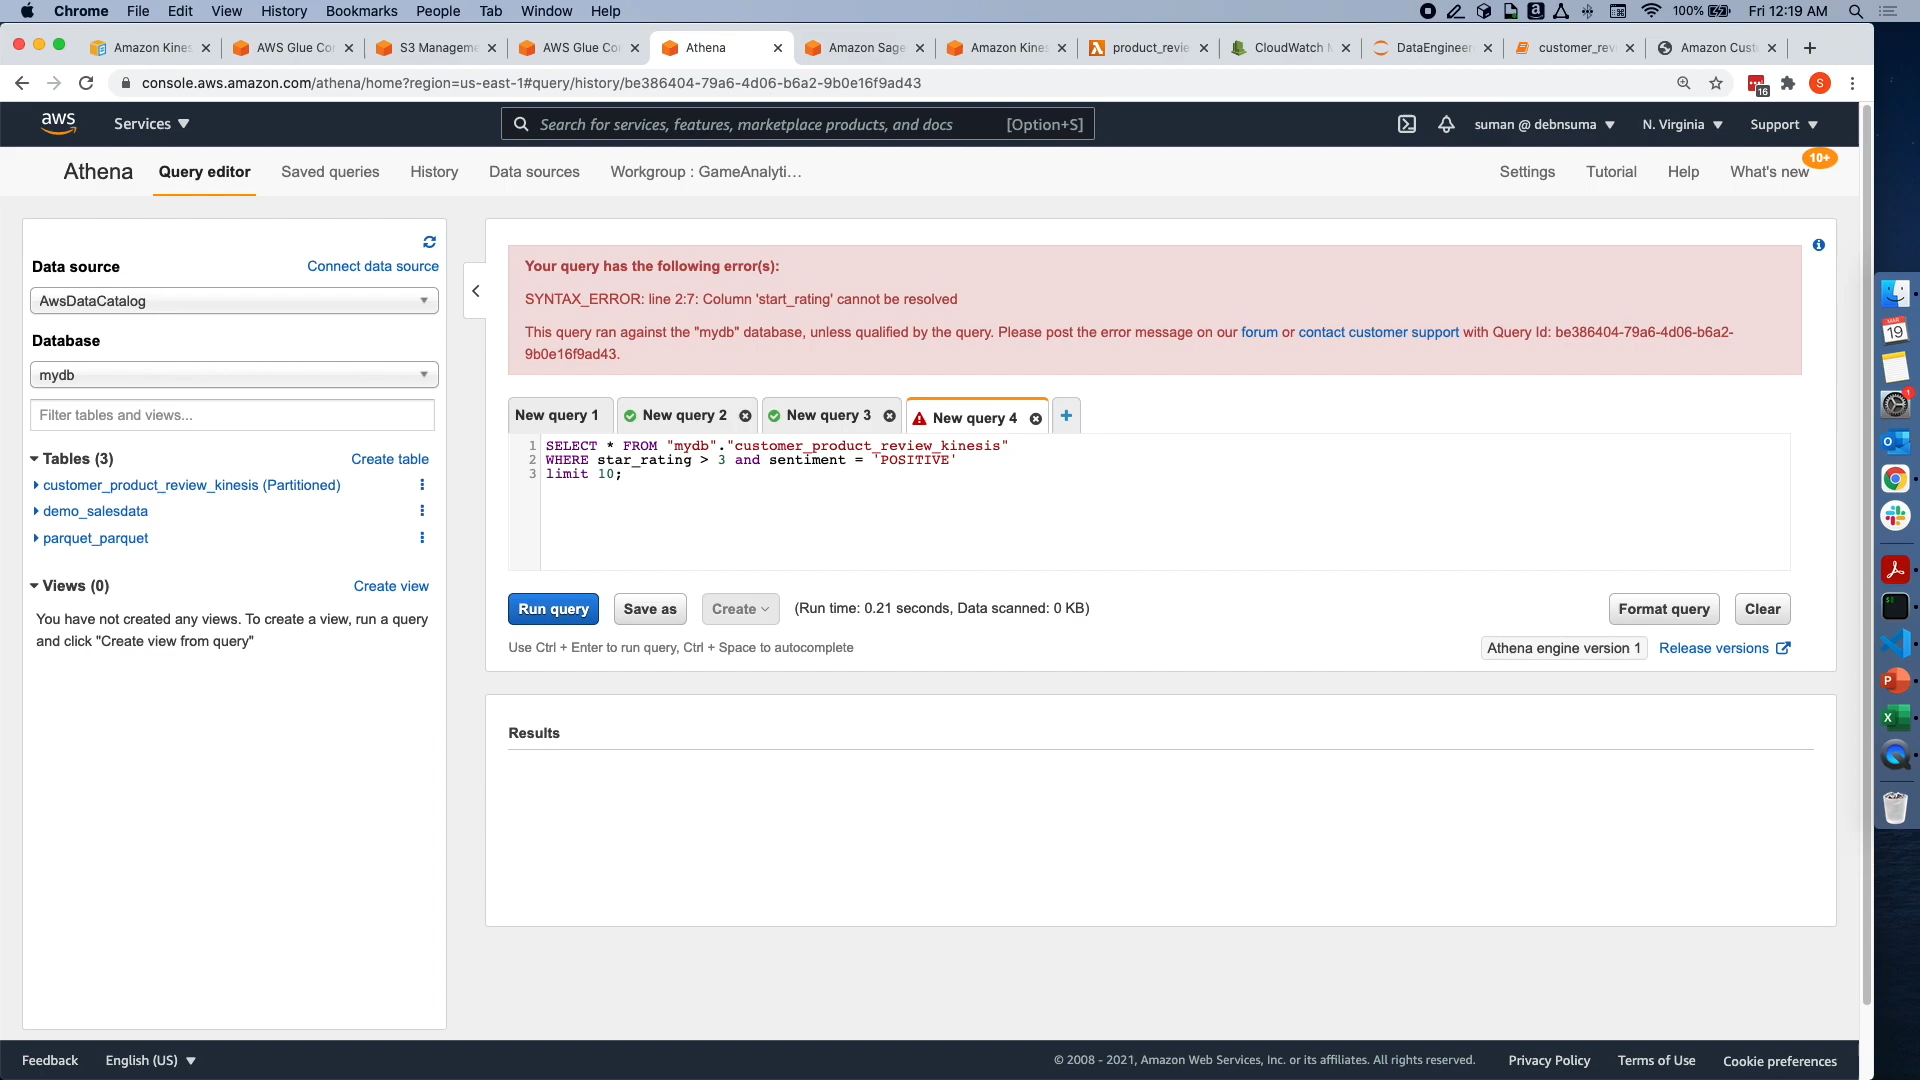 Chrome File Edit View History Bookmarks People Tab Window Help 100% Fri 12:19 AM
Amazon Kines AWS Glue Co S3 Manageme AWS Glue Co Athena Amazon Sage Amazon Kines product_revie CloudWatch M DataEngineer customer_rev Amazon Cust
console.aws.amazon.com/athena/home?region=us-east-1#query/history/be386404-79a6-4d06-b6a2-9b0e16f9ad43 16 S
aws Services Search for services, features, marketplace products, and docs [Option+S] suman @ debnsuma N. Virginia Support
Athena Query editor Saved queries History Data sources Workgroup : GameAnalyti... Settings Tutorial Help What's new 10+
Data source Connect data source
AwsDataCatalog
Database
mydb
Filter tables and views...
Tables (3) Create table
customer_product_review_kinesis (Partitioned)
demo_salesdata
parquet_parquet
Views (0) Create view
You have not created any views. To create a view, run a query
and click "Create view from query"
Your query has the following error(s):
SYNTAX_ERROR: line 2:7: Column 'start_rating' cannot be resolved
This query ran against the "mydb" database, unless qualified by the query. Please post the error message on our forum or contact customer support with Query Id: be386404-79a6-4d06-b6a2-
9b0e16f9ad43.
New query 1 New query 2 New query 3 New query 4 +
1 SELECT * FROM "mydb"."customer_product_review_kinesis"
2 WHERE star_rating > 3 and sentiment = 'POSITIVE'
3 limit 10;
Run query Save as Create (Run time: 0.21 seconds, Data scanned: 0 KB) Format query Clear
Use Ctrl + Enter to run query, Ctrl + Space to autocomplete Athena engine version 1 Release versions
Results
MAR
19
1
Feedback English (US) © 2008 - 2021, Amazon Web Services, Inc. or its affiliates. All rights reserved. Privacy Policy Terms of Use Cookie preferences